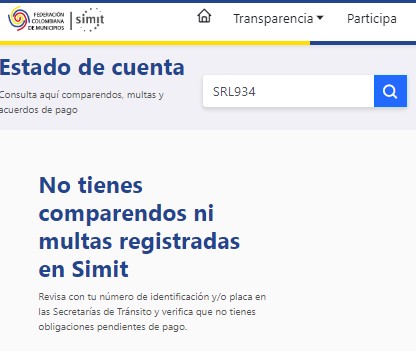 FEDERACIÓN
COLOMBIANA
DE MUNICIPIOS
simit
Transparencia
Participa
Estado de cuenta
Consulta aquí comparendos, multas y
acuerdos de pago
SRL934
No tienes
comparendos ni
multas registradas
en Simit
Revisa con tu número de identificación y/o placa en
las Secretarías de Tránsito y verifica que no tienes
obligaciones pendientes de pago.